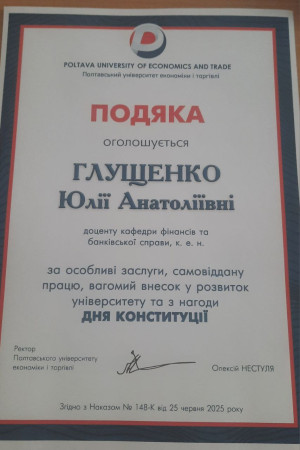 POLTAVA UNIVERSITY OF ECONOMICS AND TRADE
Полтавський університет економіки і торгівлі
ПОДЯКА
оголошується
ГЛУЩЕНКО
Юлії Анатоліївні
доценту кафедри фінансів та
банківської справи, к. е. н.
за особливі заслуги, самовіддану
працю, вагомий внесок у розвиток
університету та з нагоди
ДНЯ КОНСТИТУЦІЇ
Ректор
Полтавського університету
економіки і торгівлі
Олексій НЕСТУЛЯ
Згідно з Наказом № 148-К від 25 червня 2025 року